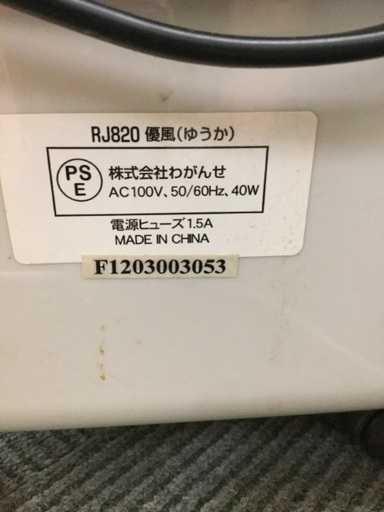 RJ820 優風(ゆうか)
PS
E
株式会社わがんせ
AC100V、50/60Hz、40W
電源ヒューズ1.5A
MADE IN CHINA
F1203003053